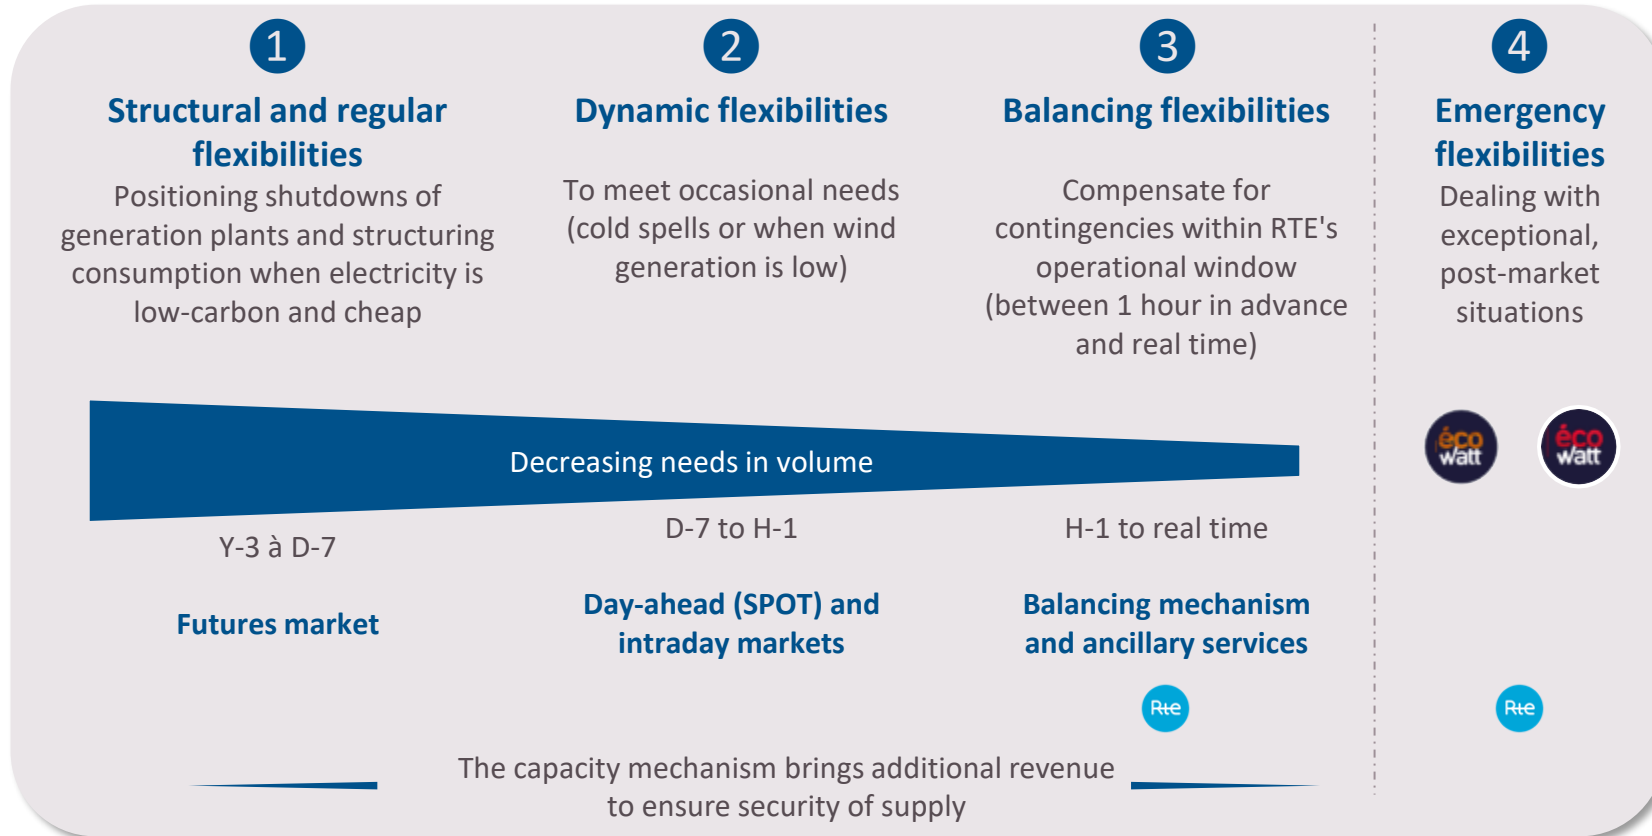 1
Structural and regular
flexibilities
Positioning shutdowns of
generation plants and structuring
consumption when electricity is
low-carbon and cheap
2
Dynamic flexibilities
To meet occasional needs
(cold spells or when wind
generation is low)
3
Balancing flexibilities
Compensate for
contingencies within RTE's
operational window
(between 1 hour in advance
and real time)
4
Emergency
flexibilities
Dealing with
exceptional,
post-market
situations
Decreasing needs in volume
éco
watt
éco
watt
Y-3 à D-7
D-7 to H-1
H-1 to real time
Futures market
Day-ahead (SPOT) and
intraday markets
Balancing mechanism
and ancillary services
Rte
Rte
The capacity mechanism brings additional revenue
to ensure security of supply